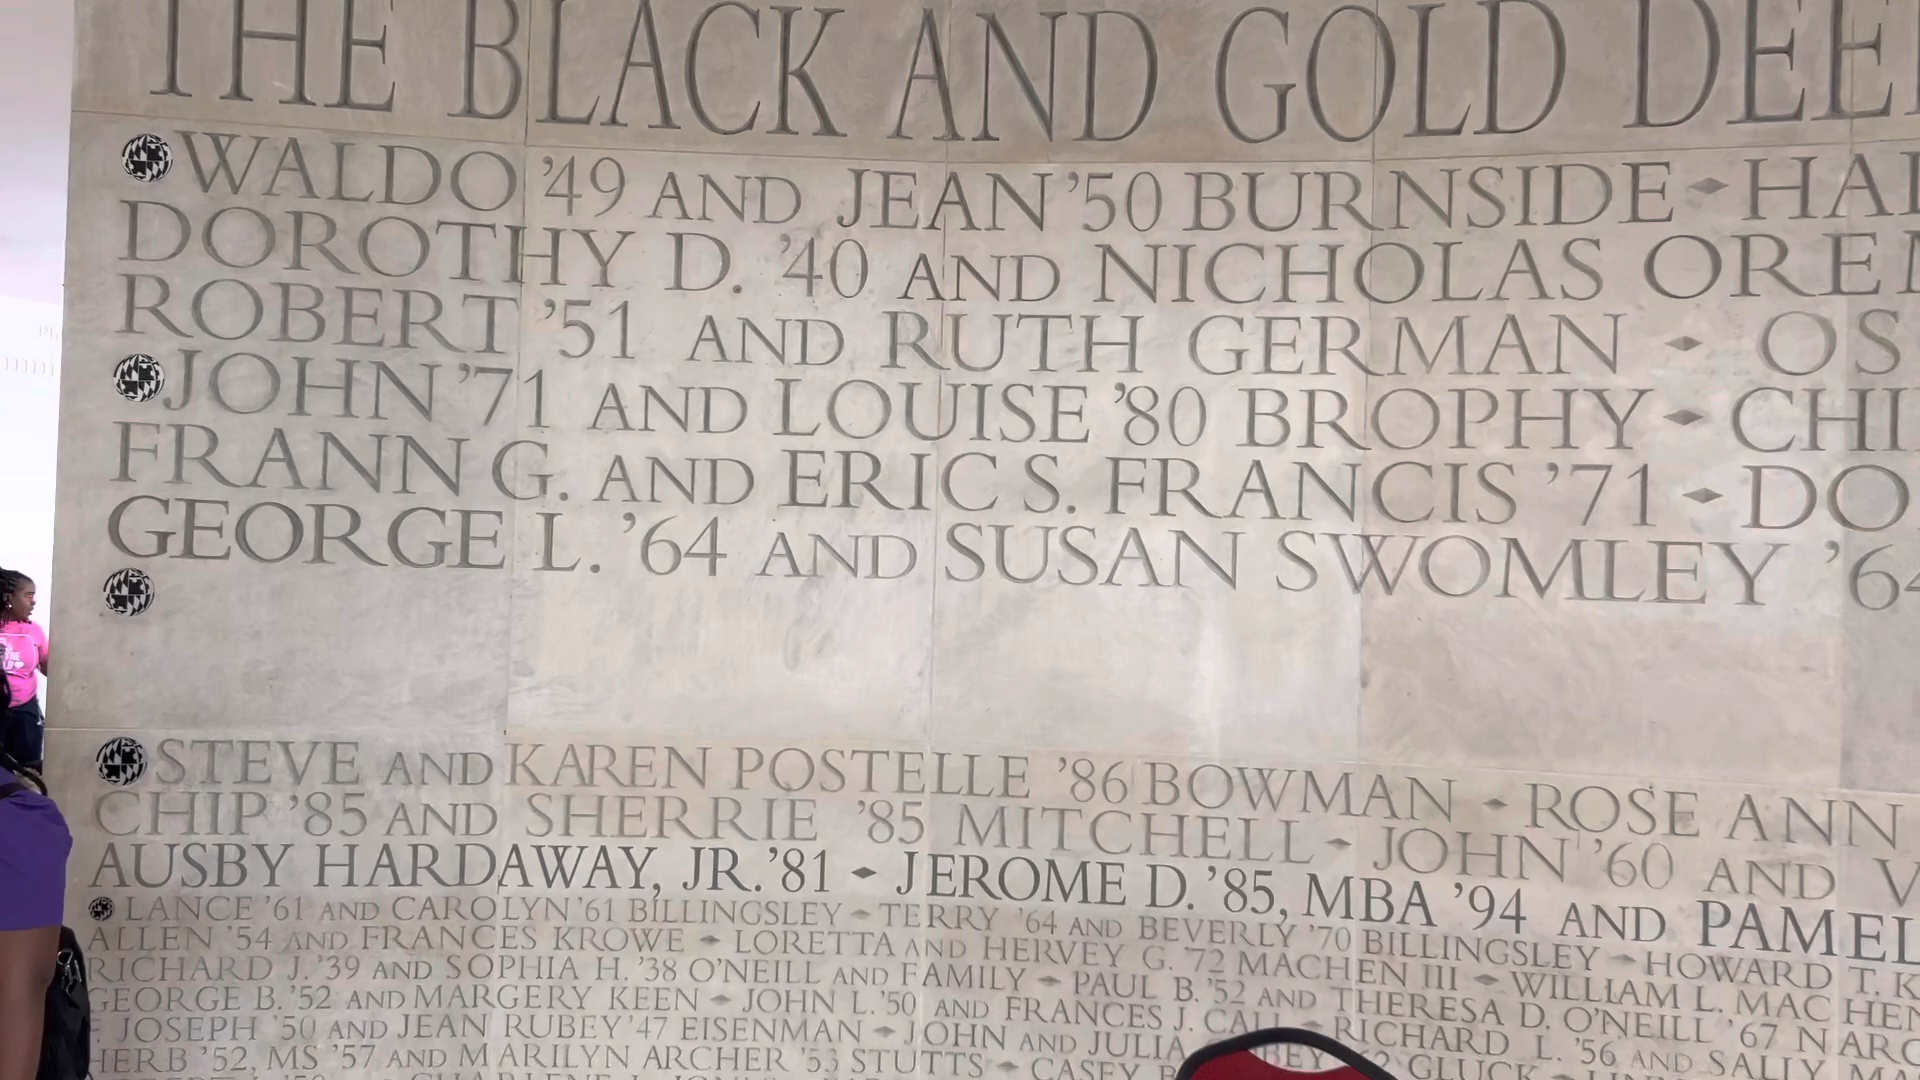 THE BLACK AND GOLD DEE
WALDO ’49 AND JEAN ’50 BURNSIDE
DOROTHY D. ’40 AND NICHOLAS OREM
ROBERT ’51 AND RUTH GERMAN OS
JOHN ’71 AND LOUISE ’80 BROPHY CHI
FRANN G. AND ERIC S. FRANCIS ’71 DO
GEORGE L. ’64 AND SUSAN SWOMLEY ’64
STEVE AND KAREN POSTELLE ’86 BOWMAN ROSE ANN
CHIP ’85 AND SHERRIE ’85 MITCHELL JOHN ’60 AND V
AUSBY HARDAWAY, JR. ’81 JEROME D. ’85, MBA ’94 AND PAMEL
LANCE ’61 AND CAROLYN ’61 BILLINGSLEY TERRY ’64 AND BEVERLY ’70 BILLINGSLEY HOWARD T. K
ALLEN ’54 AND FRANCES KROWE LORETTA AND HERVEY G. ’72 MACHEN III WILLIAM L. MACHEN
RICHARD J. ’39 AND SOPHIA H. ’38 O’NEILL AND FAMILY PAUL B. ’52 AND THERESA D. O’NEILL ’67 NARO
GEORGE B. ’52 AND MARGERY KEEN JOHN L. ’50 AND FRANCES J. RICHARD L. ’56 AND SALLY
JOSEPH ’50 AND JEAN RUBEY ’47 EISENMAN JOHN AND JULIA GLUCK
HERB ’52, MS ’57 AND MARILYN ARCHER ’53 STUTTS CASEY